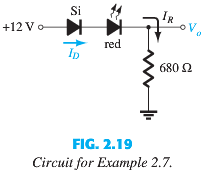 Si
I_R
+12 V
V_o
I_D
red
680 Ω
FIG. 2.19
Circuit for Example 2.7.